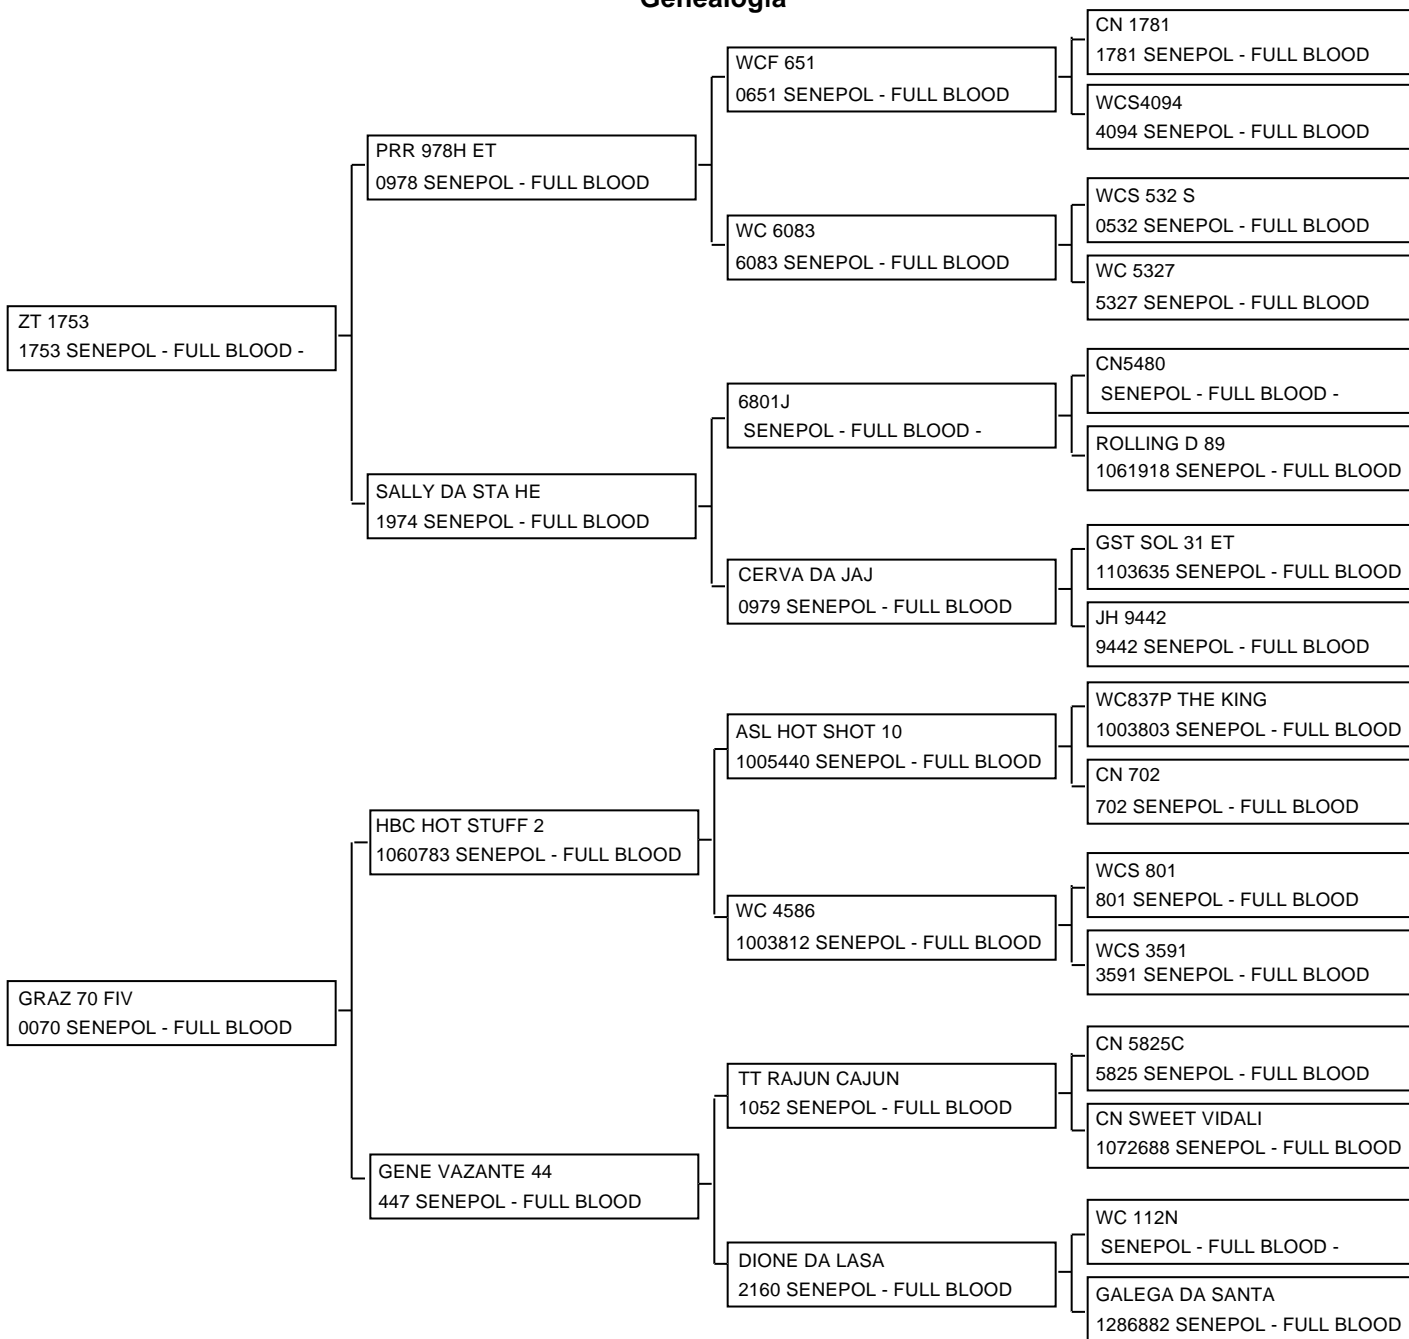 Genealogia
CN 1781
1781 SENEPOL - FULL BLOOD
WCF 651
0651 SENEPOL - FULL BLOOD
WCS4094
4094 SENEPOL - FULL BLOOD
PRR 978H ET
0978 SENEPOL - FULL BLOOD
WCS 532 S
0532 SENEPOL - FULL BLOOD
WC 6083
6083 SENEPOL - FULL BLOOD
WC 5327
5327 SENEPOL - FULL BLOOD
ZT 1753
1753 SENEPOL - FULL BLOOD -
CN5480
SENEPOL - FULL BLOOD -
6801J
SENEPOL - FULL BLOOD -
ROLLING D 89
1061918 SENEPOL - FULL BLOOD
SALLY DA STA HE
1974 SENEPOL - FULL BLOOD
GST SOL 31 ET
1103635 SENEPOL - FULL BLOOD
CERVA DA JAJ
0979 SENEPOL - FULL BLOOD
JH 9442
9442 SENEPOL - FULL BLOOD
WC837P THE KING
1003803 SENEPOL - FULL BLOOD
ASL HOT SHOT 10
1005440 SENEPOL - FULL BLOOD
CN 702
702 SENEPOL - FULL BLOOD
HBC HOT STUFF 2
1060783 SENEPOL - FULL BLOOD
WCS 801
801 SENEPOL - FULL BLOOD
WC 4586
1003812 SENEPOL - FULL BLOOD
WCS 3591
3591 SENEPOL - FULL BLOOD
GRAZ 70 FIV
0070 SENEPOL - FULL BLOOD
CN 5825C
5825 SENEPOL - FULL BLOOD
TT RAJUN CAJUN
1052 SENEPOL - FULL BLOOD
CN SWEET VIDALI
1072688 SENEPOL - FULL BLOOD
GENE VAZANTE 44
447 SENEPOL - FULL BLOOD
WC 112N
SENEPOL - FULL BLOOD -
DIONE DA LASA
2160 SENEPOL - FULL BLOOD
GALEGA DA SANTA
1286882 SENEPOL - FULL BLOOD